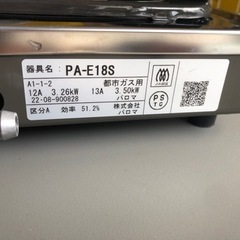 器具名： PA-E18S
A1-1-2 都市ガス用
12A 3.26kW 13A 3.50kW
22·08-900828 パロマ
区分A 効率 51.2% 株式会社
パロマ
PS
TG